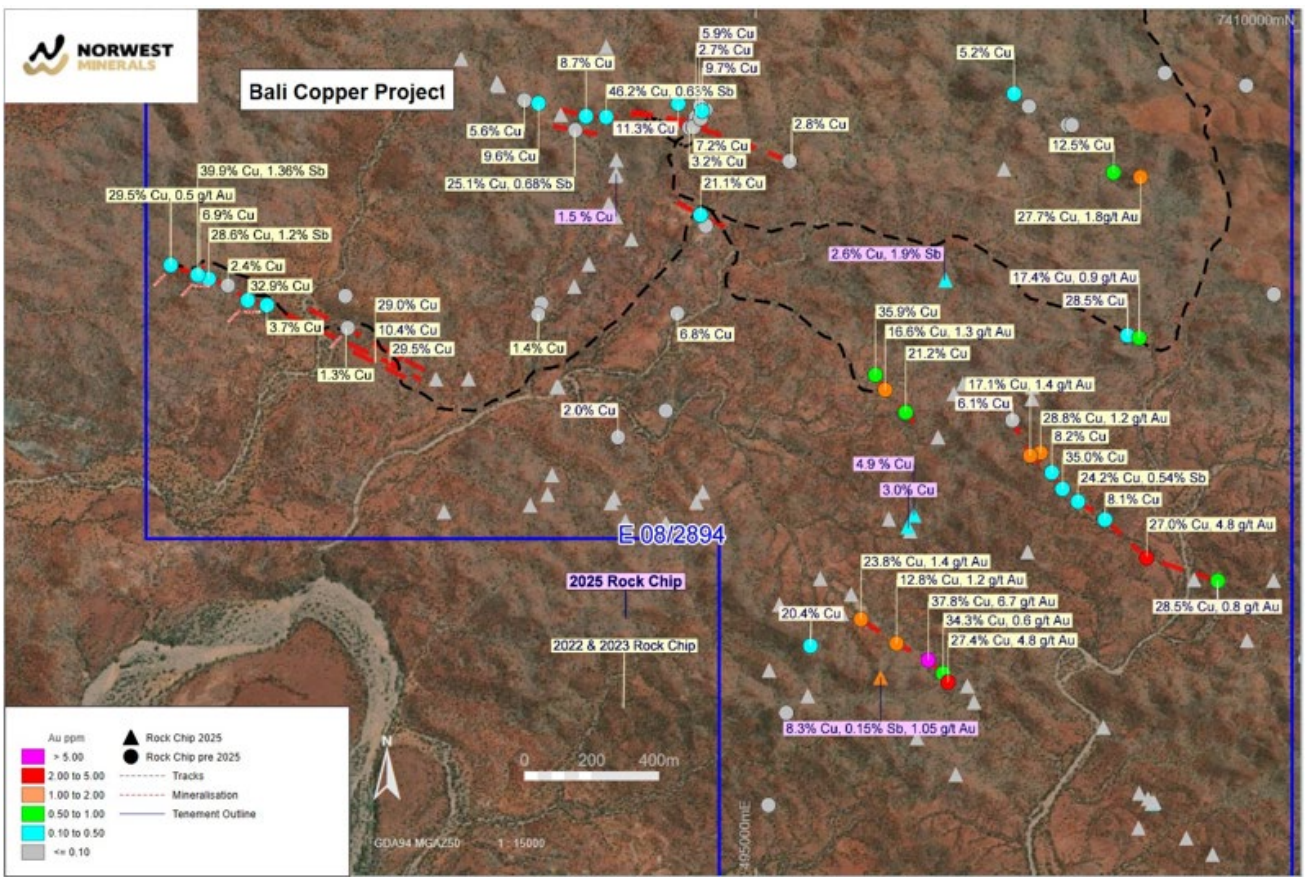 7410000mN
NORWEST
MINERALS
Bali Copper Project
5.9% Cu
2.7% Cu
9.7% Cu
8.7% Cu
46.2% Cu, 0.63% Sb
5.2% Cu
5.6% Cu
11.3% Cu
2.8% Cu
9.6% Cu
7.2% Cu
3.2% Cu
12.5% Cu
39.9% Cu, 1.36% Sb
25.1% Cu, 0.68% Sb
21.1% Cu
29.5% Cu, 0.5 g/t Au
6.9% Cu
1.5 % Cu
27.7% Cu, 1.8g/t Au
28.6% Cu, 1.2% Sb
2.6% Cu, 1.9% Sb
2.4% Cu
17.4% Cu, 0.9 g/t Au
32.9% Cu
28.5% Cu
29.0% Cu
3.7% Cu
10.4% Cu
35.9% Cu
6.8% Cu
16.6% Cu, 1.3 g/t Au
29.5% Cu
1.4% Cu
21.2% Cu
1.3% Cu
17.1% Cu, 1.4 g/t Au
2.0% Cu
6.1% Cu
28.8% Cu, 1.2 g/t Au
8.2% Cu
4.9 % Cu
35.0% Cu
24.2% Cu, 0.54% Sb
3.0% Cu
8.1% Cu
27.0% Cu, 4.8 g/t Au
E 08/2894
23.8% Cu, 1.4 g/t Au
2025 Rock Chip
12.8% Cu, 1.2 g/t Au
37.8% Cu, 6.7 g/t Au
28.5% Cu, 0.8 g/t Au
20.4% Cu
34.3% Cu, 0.6 g/t Au
2022 & 2023 Rock Chip
27.4% Cu, 4.8 g/t Au
8.3% Cu, 0.15% Sb, 1.05 g/t Au
Au ppm
> 5.00
2.00 to 5.00
1.00 to 2.00
0.50 to 1.00
0.10 to 0.50
<= 0.10
Rock Chip 2025
Rock Chip pre 2025
Tracks
Mineralisation
Tenement Outline
N
0 200 400m
GDA94 MGAZ50 1 : 15000
495000mE